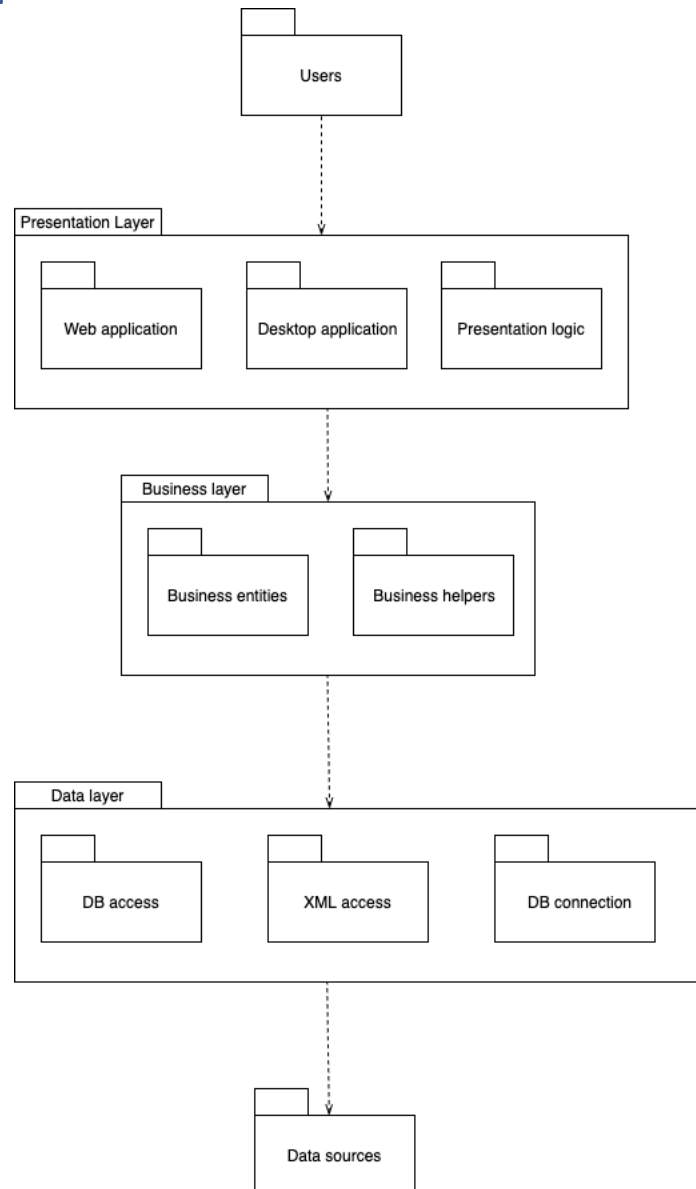 Users
Presentation Layer
Web application
Desktop application
Presentation logic
Business layer
Business entities
Business helpers
Data layer
DB access
XML access
DB connection
Data sources